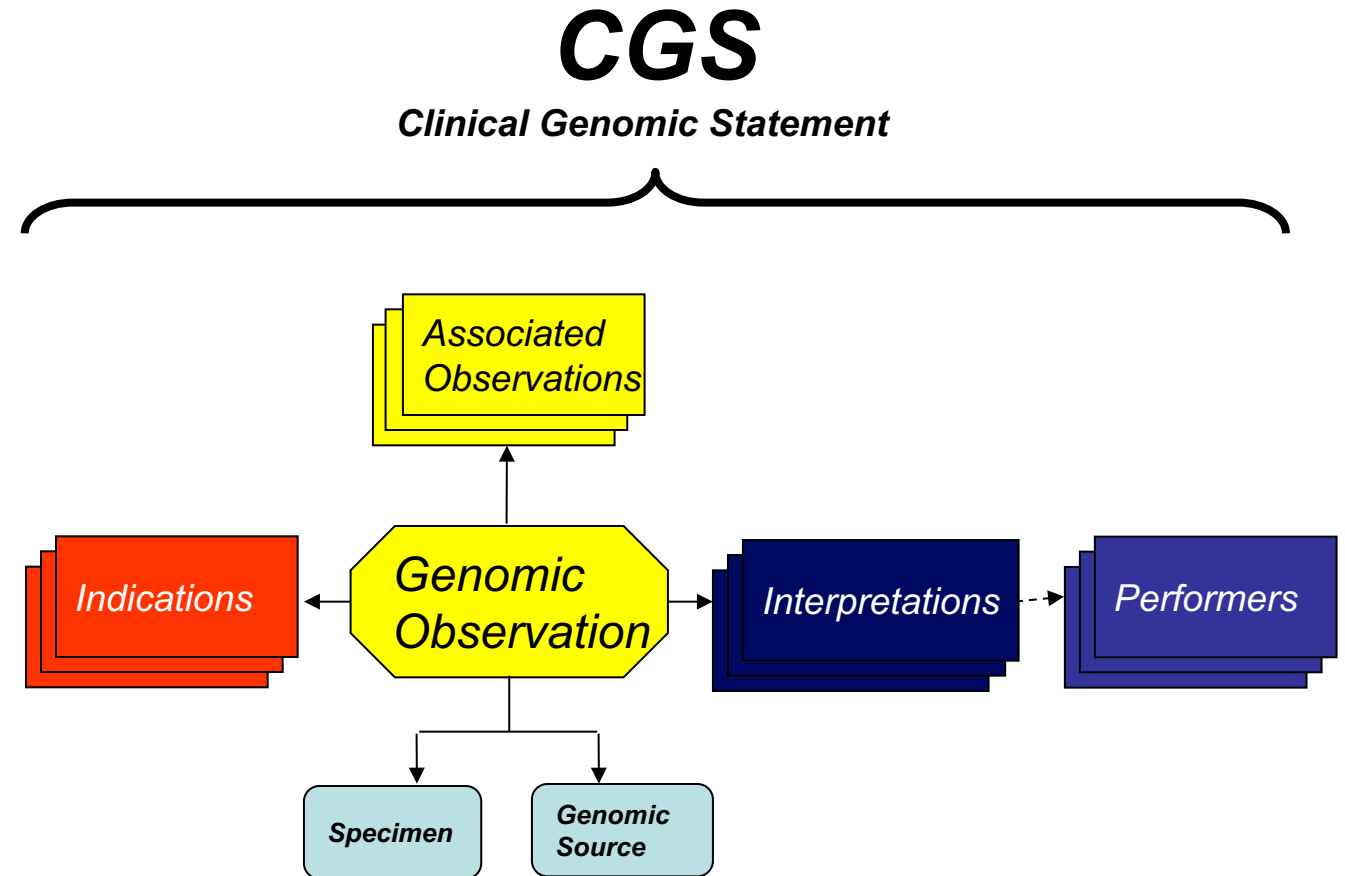 CGS
Clinical Genomic Statement
Associated
Observations
Indications
Genomic
Observation
Interpretations
Performers
Specimen
Genomic
Source